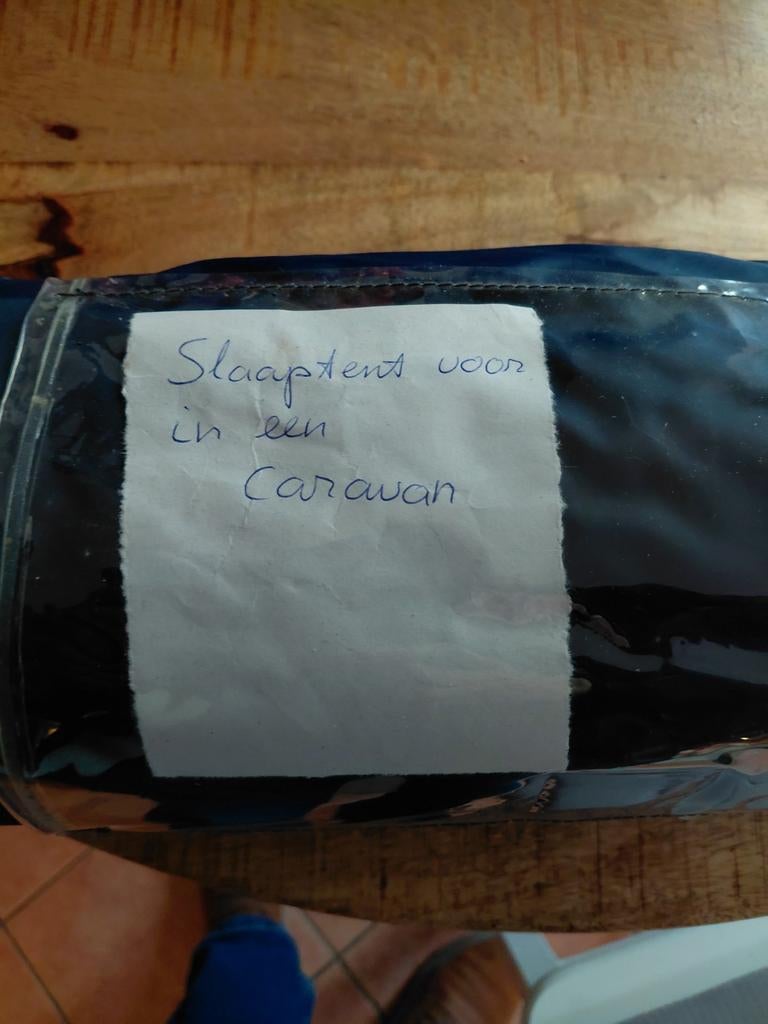 Slaaptent voor
in een
Caravan